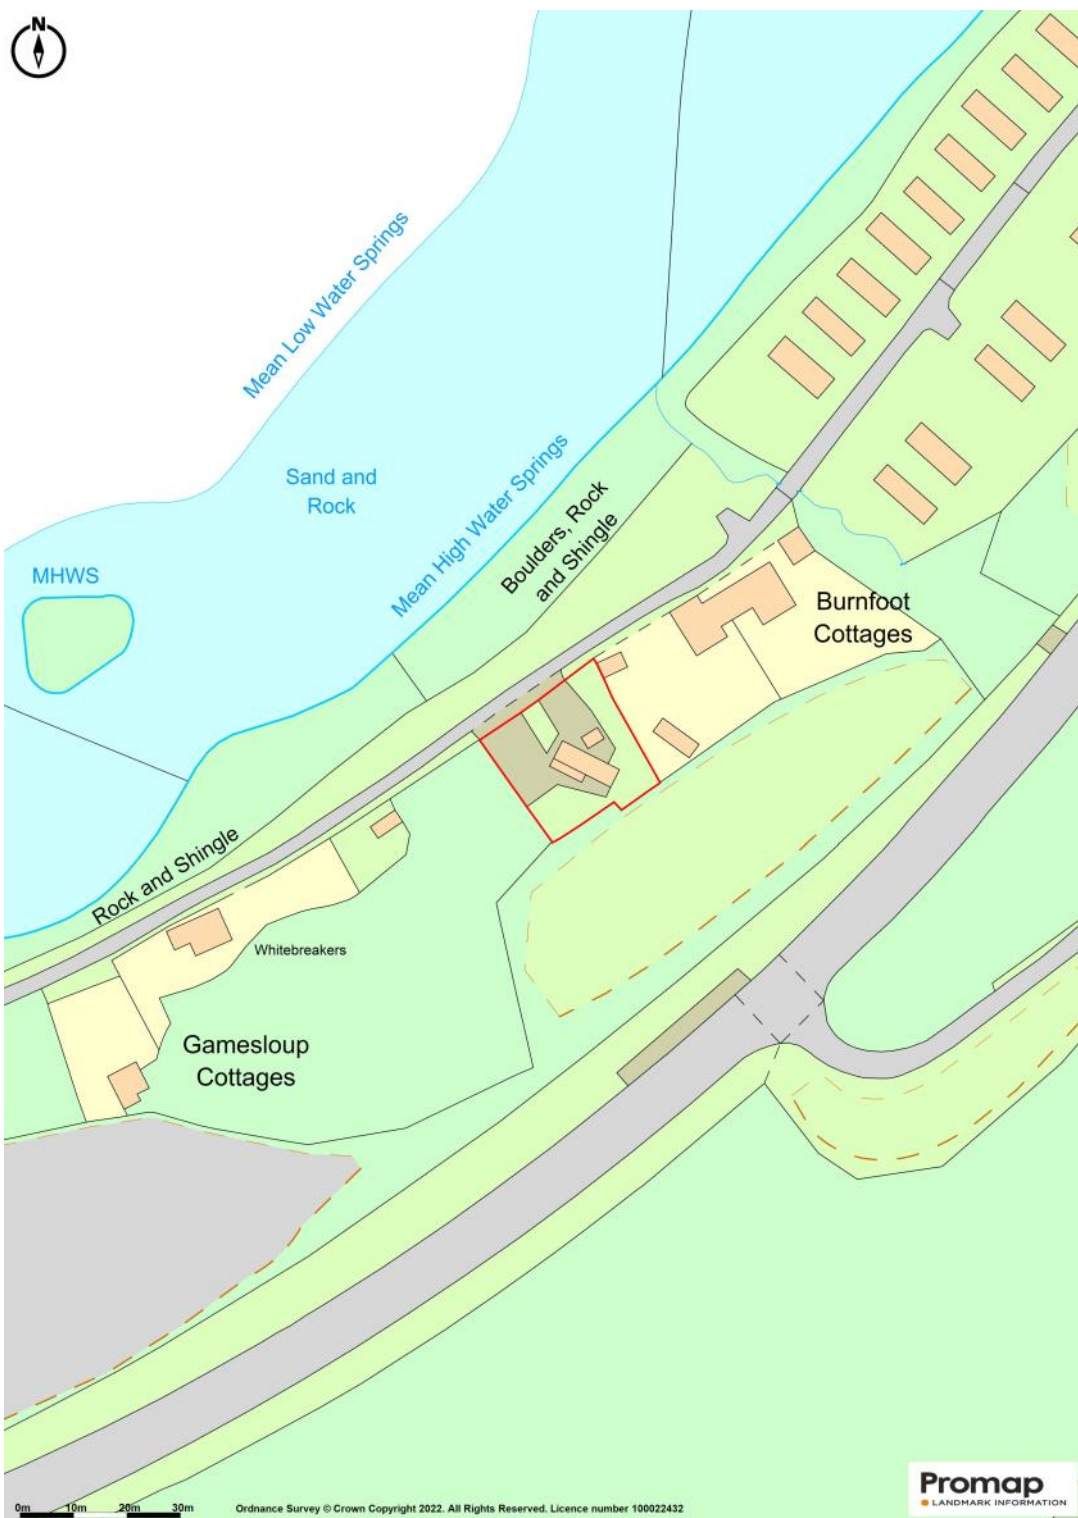 N
Mean Low Water Springs
Sand and
Rock
Mean High Water Springs
Boulders, Rock
and Shingle
MHWS
Burnfoot
Cottages
Rock and Shingle
Whitebreakers
Gamesloup
Cottages
0m 10m 20m 30m
Ordnance Survey © Crown Copyright 2022. All Rights Reserved. Licence number 100022432
Promap
LANDMARK INFORMATION